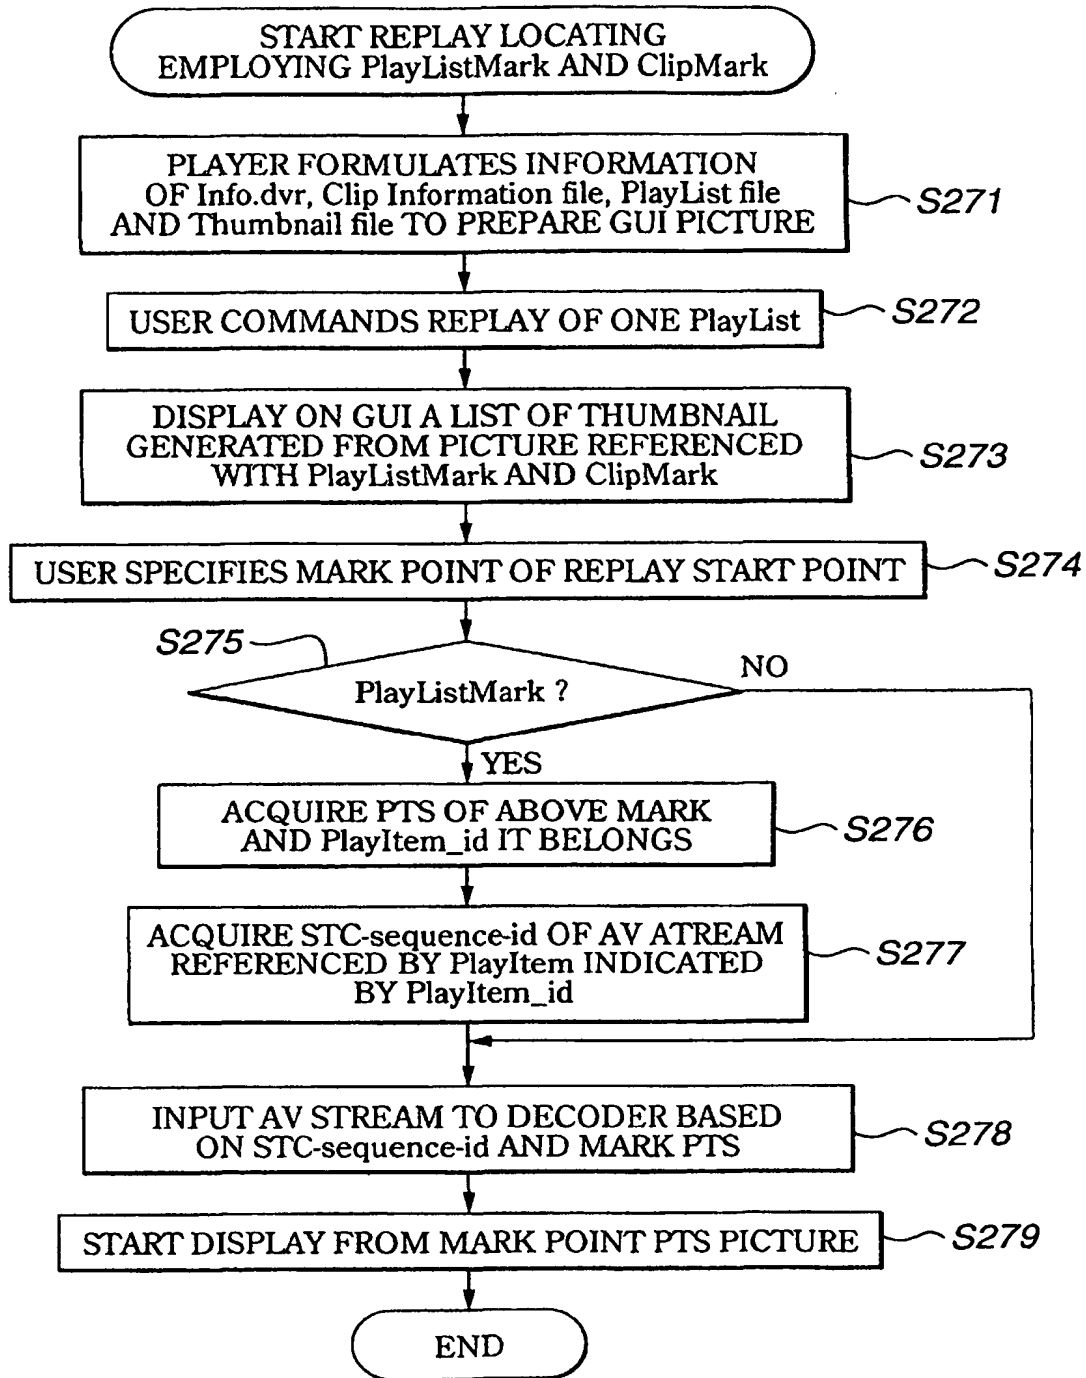 START REPLAY LOCATING
EMPLOYING PlayListMark AND ClipMark
PLAYER FORMULATES INFORMATION
OF Info.dvr, Clip Information file, PlayList file
AND Thumbnail file TO PREPARE GUI PICTURE
S271
USER COMMANDS REPLAY OF ONE PlayList
S272
DISPLAY ON GUI A LIST OF THUMBNAIL
GENERATED FROM PICTURE REFERENCED
WITH PlayListMark AND ClipMark
S273
USER SPECIFIES MARK POINT OF REPLAY START POINT
S274
S275
PlayListMark ?
NO
YES
ACQUIRE PTS OF ABOVE MARK
AND PlayItem_id IT BELONGS
S276
ACQUIRE STC-sequence-id OF AV ATREAM
REFERENCED BY PlayItem INDICATED
BY PlayItem_id
S277
INPUT AV STREAM TO DECODER BASED
ON STC-sequence-id AND MARK PTS
S278
START DISPLAY FROM MARK POINT PTS PICTURE
S279
END